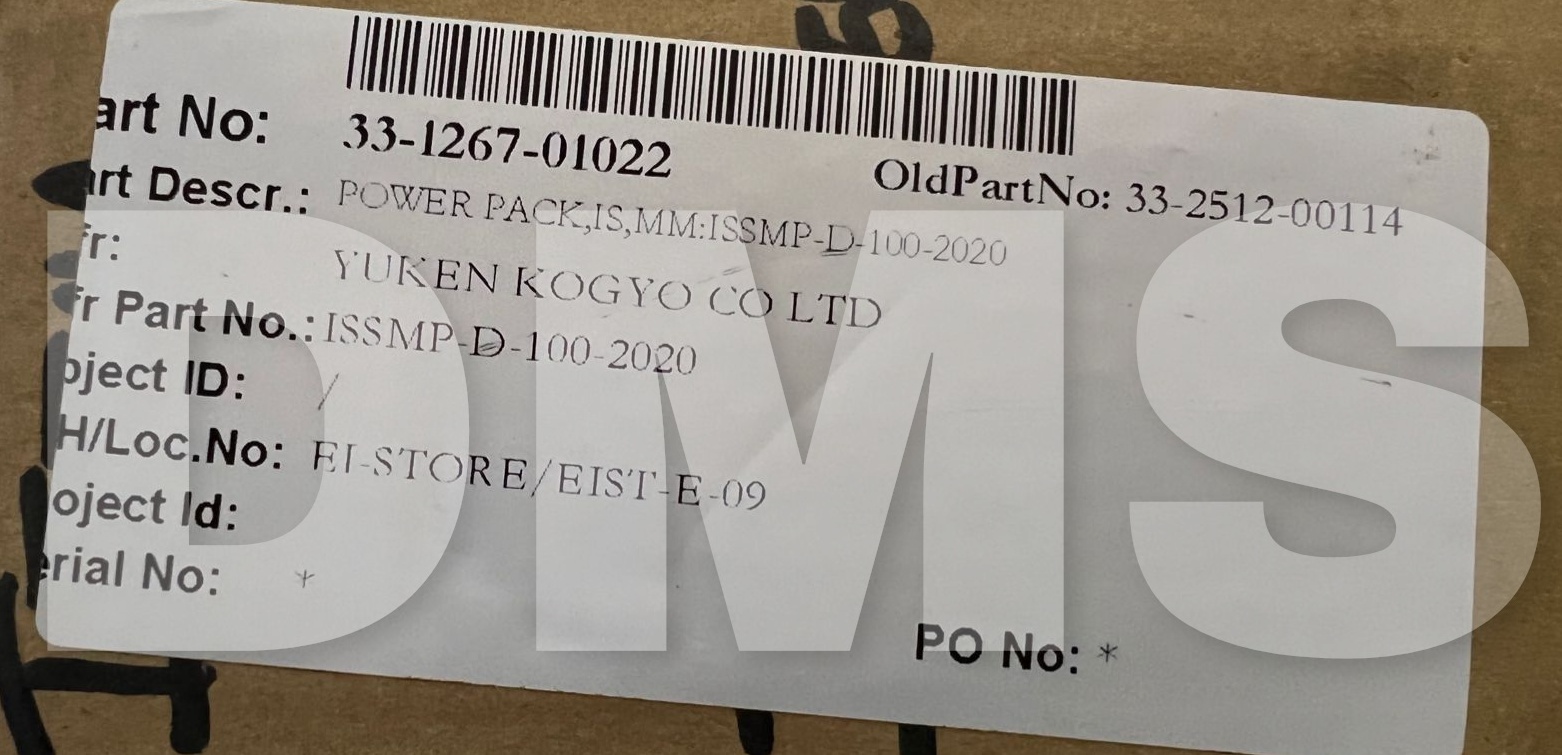 art No: 33-1267-01022
OldPartNo: 33-2512-00114
art Descr.: POWER PACK,IS,MM:ISSMP-D-100-2020
fr: YUKEN KOGYO CO LTD
fr Part No.: ISSMP-D-100-2020
oject ID: /
H/Loc.No: EI-STORE/EIST-E-09
oject Id:
erial No: *
PO No: *
DMS